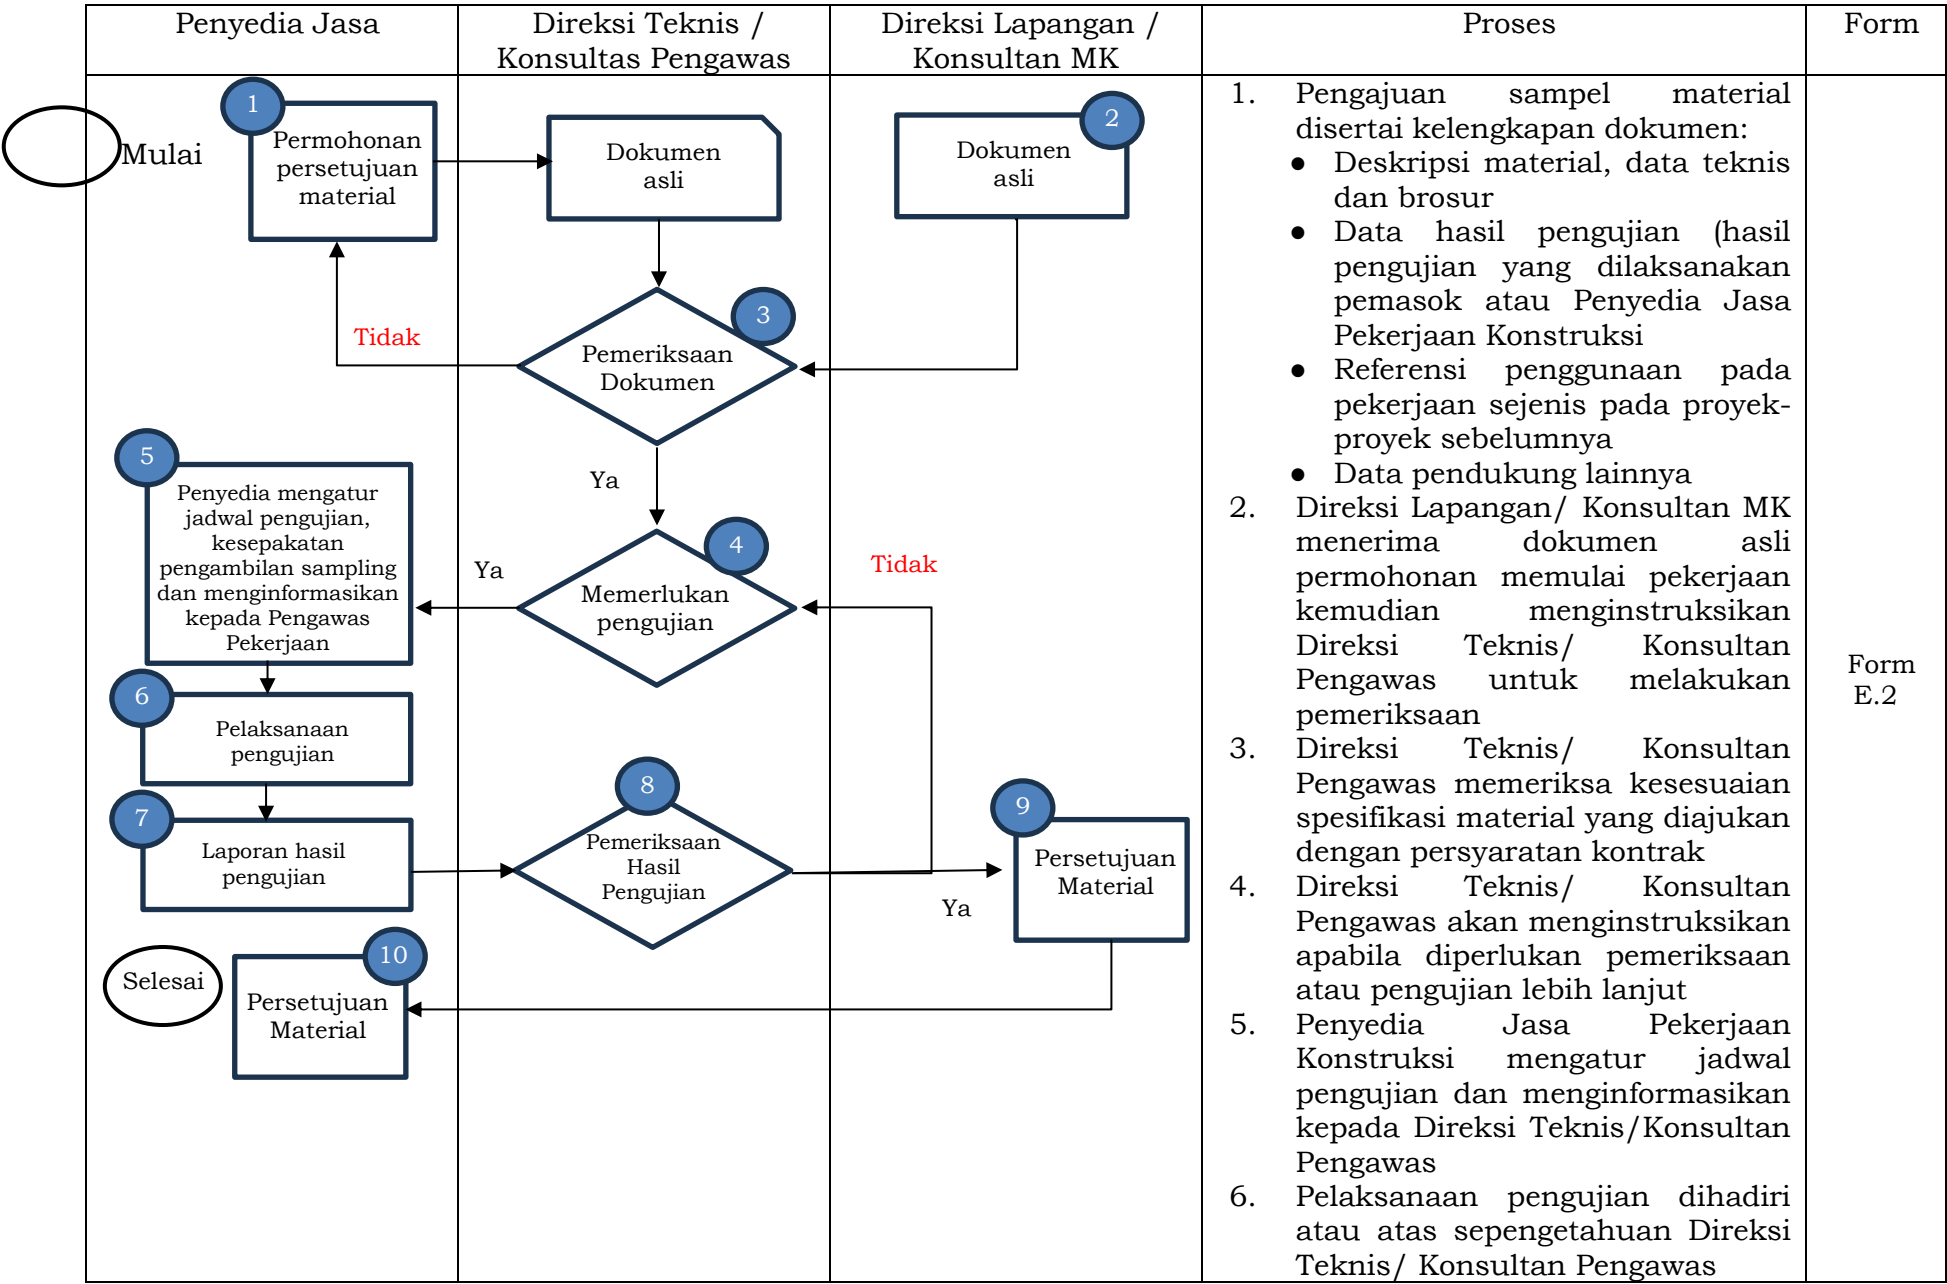 Penyedia Jasa
Direksi Teknis /
Konsultas Pengawas
Direksi Lapangan /
Konsultan MK
Proses
Form
Mulai
1
Permohonan
persetujuan
material
Dokumen
asli
2
Dokumen
asli
3
Pemeriksaan
Dokumen
Tidak
Ya
4
Memerlukan
pengujian
Ya
Tidak
5
Penyedia mengatur
jadwal pengujian,
kesepakatan
pengambilan sampling
dan menginformasikan
kepada Pengawas
Pekerjaan
6
Pelaksanaan
pengujian
7
Laporan hasil
pengujian
8
Pemeriksaan
Hasil
Pengujian
Ya
9
Persetujuan
Material
10
Persetujuan
Material
Selesai
1. Pengajuan sampel material
disertai kelengkapan dokumen:
● Deskripsi material, data teknis
dan brosur
● Data hasil pengujian (hasil
pengujian yang dilaksanakan
pemasok atau Penyedia Jasa
Pekerjaan Konstruksi
● Referensi penggunaan pada
pekerjaan sejenis pada proyek-
proyek sebelumnya
● Data pendukung lainnya
2. Direksi Lapangan/ Konsultan MK
menerima dokumen asli
permohonan memulai pekerjaan
kemudian menginstruksikan
Direksi Teknis/ Konsultan
Pengawas untuk melakukan
pemeriksaan
3. Direksi Teknis/ Konsultan
Pengawas memeriksa kesesuaian
spesifikasi material yang diajukan
dengan persyaratan kontrak
4. Direksi Teknis/ Konsultan
Pengawas akan menginstruksikan
apabila diperlukan pemeriksaan
atau pengujian lebih lanjut
5. Penyedia Jasa Pekerjaan
Konstruksi mengatur jadwal
pengujian dan menginformasikan
kepada Direksi Teknis/Konsultan
Pengawas
6. Pelaksanaan pengujian dihadiri
atau atas sepengetahuan Direksi
Teknis/ Konsultan Pengawas
Form
E.2